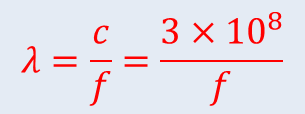 λ = c/f = 3 × 10⁸/f